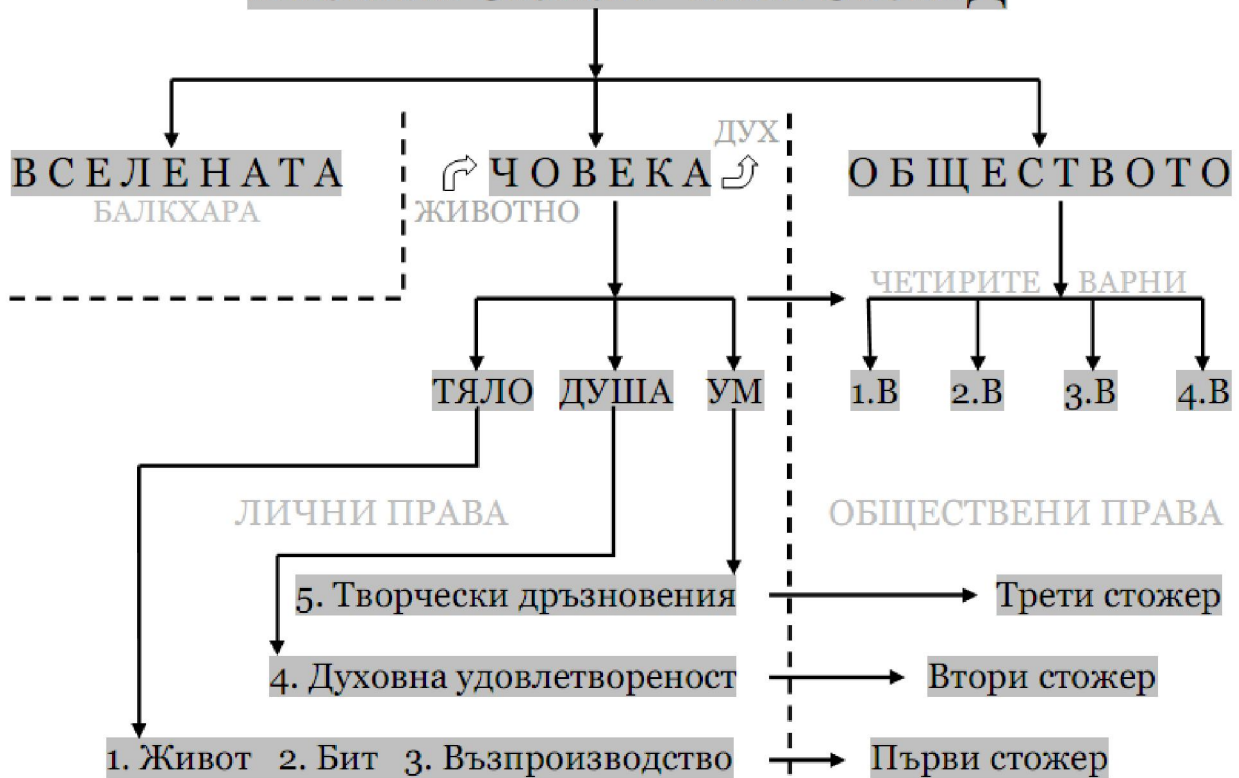 ДУХ
ВСЕЛЕНАТА ЧОВЕКА ОБЩЕСТВОТО
БАЛКХАРА ЖИВОТНО
ЧЕТИРИТЕ ВАРНИ
ТЯЛО ДУША УМ 1.В 2.В 3.В 4.В
ЛИЧНИ ПРАВА ОБЩЕСТВЕНИ ПРАВА
5. Творчески дръзновения Трети стожер
4. Духовна удовлетвореност Втори стожер
1. Живот 2. Бит 3. Възпроизводство Първи стожер